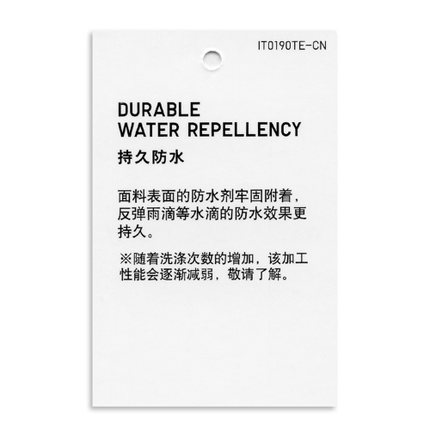 IT0190TE-CN
DURABLE
WATER REPELLENCY
持久防水
面料表面的防水剂牢固附着，
反弹雨滴等水滴的防水效果更
持久。
※随着洗涤次数的增加，该加工
性能会逐渐减弱，敬请了解。